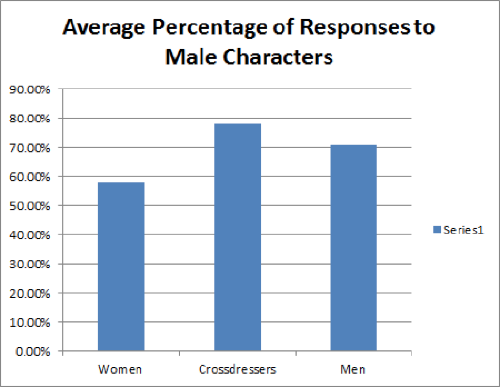 Average Percentage of Responses to
Male Characters
90.00%
80.00%
70.00%
60.00%
50.00%
40.00%
30.00%
20.00%
10.00%
0.00%
Women Crossdressers Men
Series1